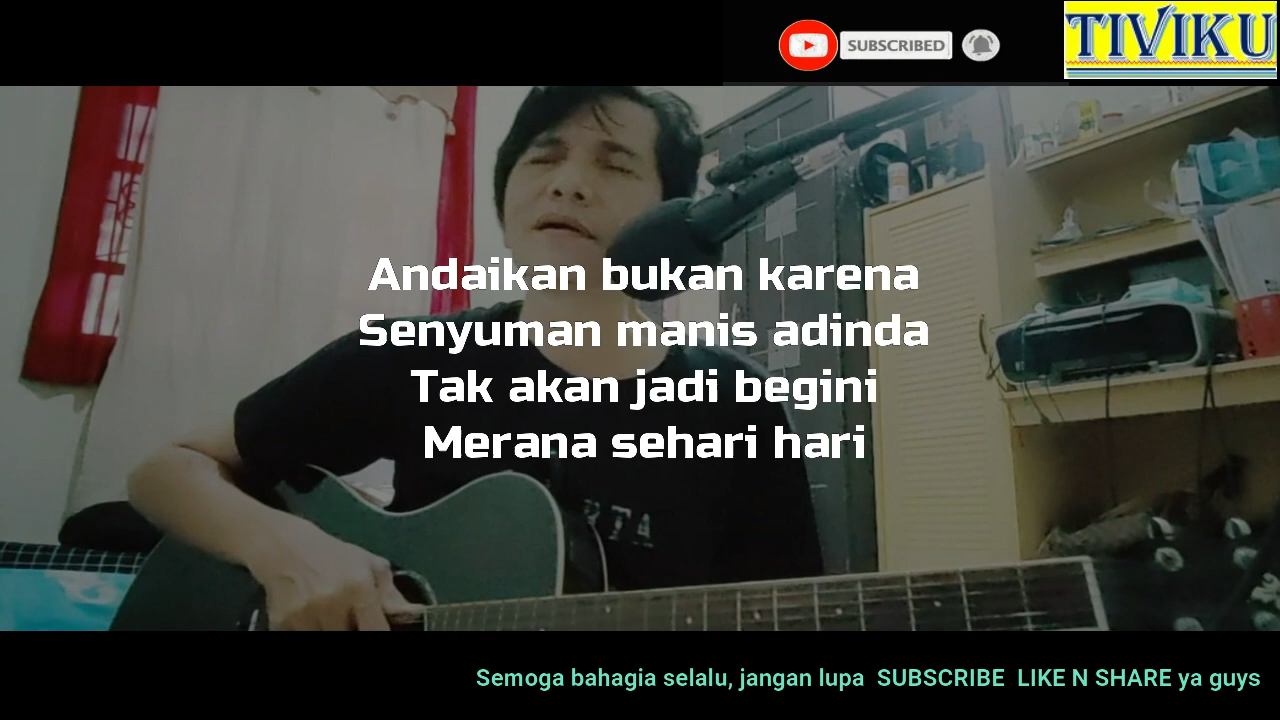 SUBSCRIBED
TIVIKU
Andaikan bukan karena
Senyuman manis adinda
Tak akan jadi begini
Merana sehari hari
Semoga bahagia selalu, jangan lupa SUBSCRIBE LIKE N SHARE ya guys